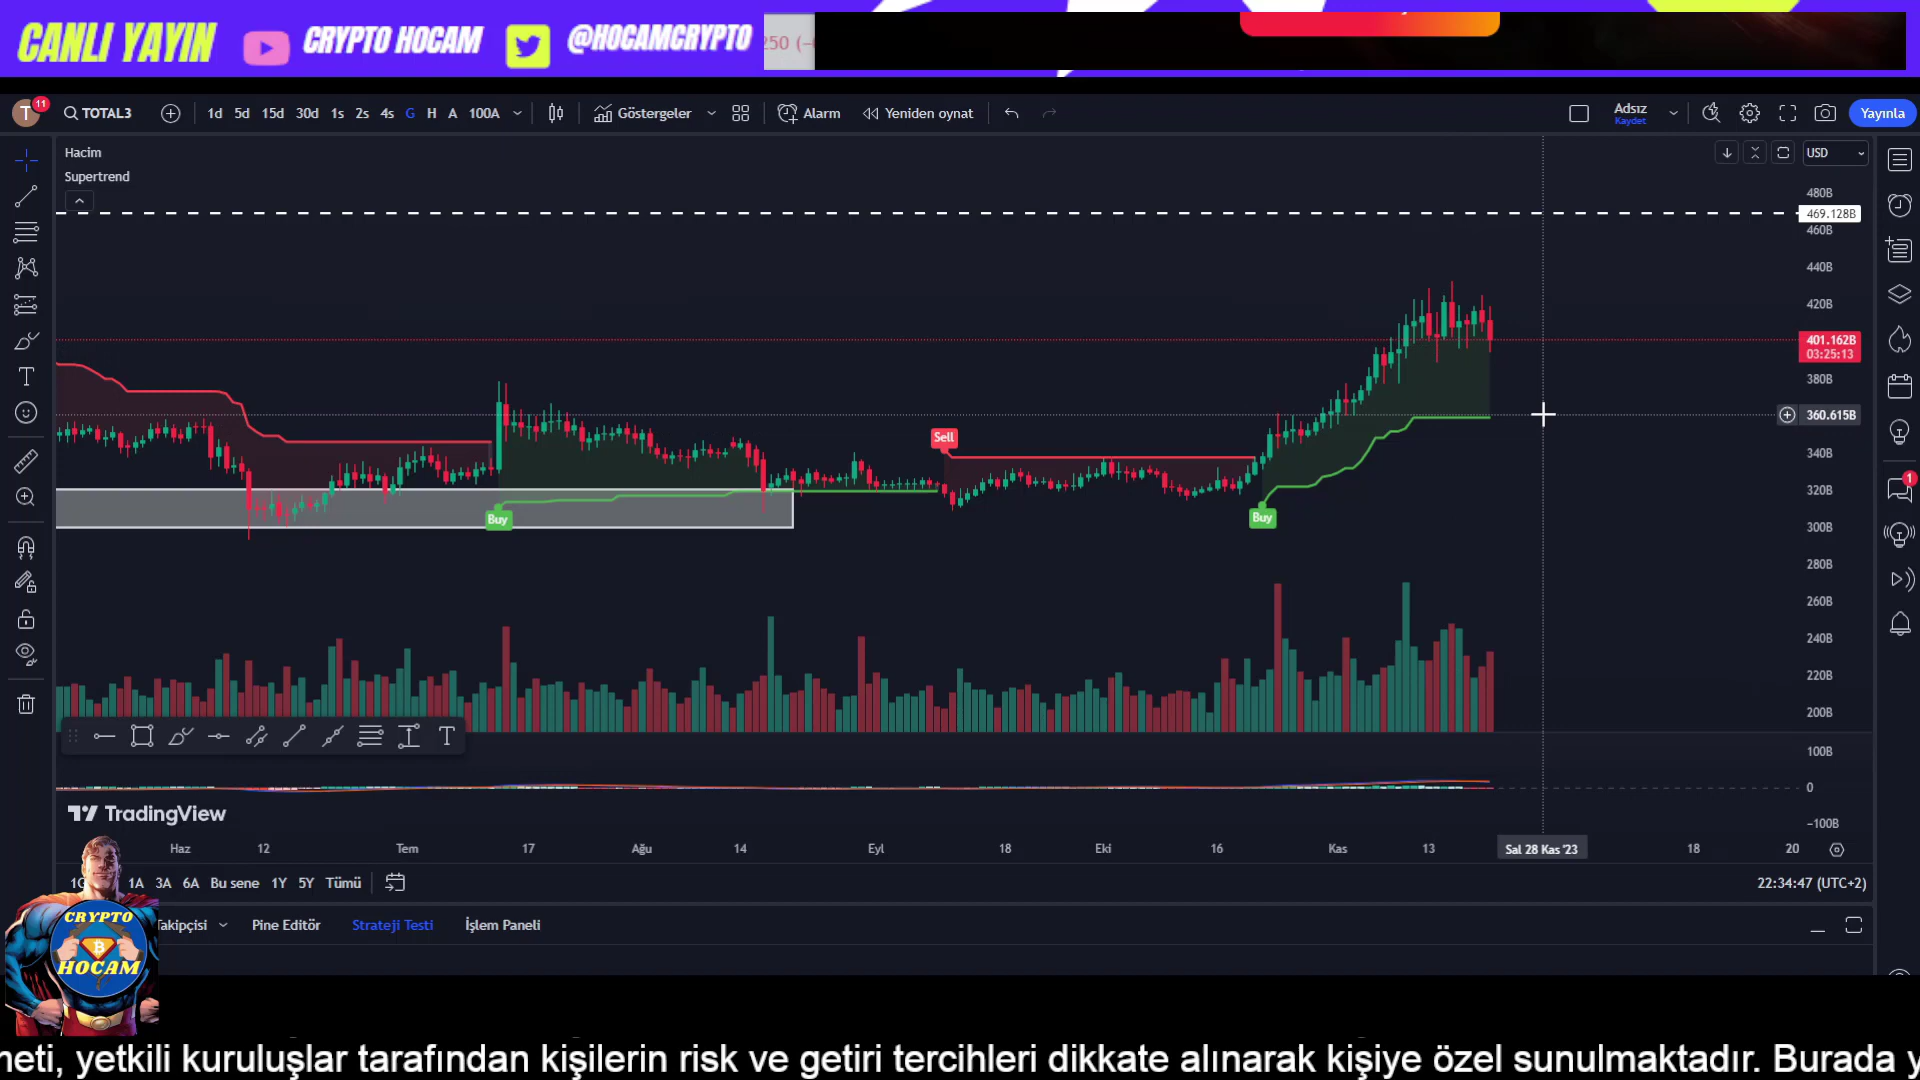 CANLI YAYIN
CRYPTO HOCAM
@HOCAMCRYPTO
T 11 TOTAL3 1d 5d 15d 30d 1s 2s 4s G H A 100A Göstergeler Alarm Yeniden oynat Adsız Kaydet Yayınla
Hacim
USD
Supertrend
480B
469.128B
460B
440B
420B
401.162B
03:25:13
380B
360.615B
Sell
340B
320B
Buy
Buy
300B
280B
260B
240B
220B
200B
T
100B
0
TradingView
−100B
Haz 12 Tem 17 Ağu 14 Eyl 18 Eki 16 Kas 13 Sal 28 Kas '23 18 20
1A 3A 6A Bu sene 1Y 5Y Tümü
22:34:47 (UTC+2)
Pine Editör Strateji Testi İşlem Paneli
1
CRYPTO
HOCAM
yetkili kuruluşlar tarafından kişilerin risk ve getiri tercihleri dikkate alınarak kişiye özel sunulmaktadır. Burada